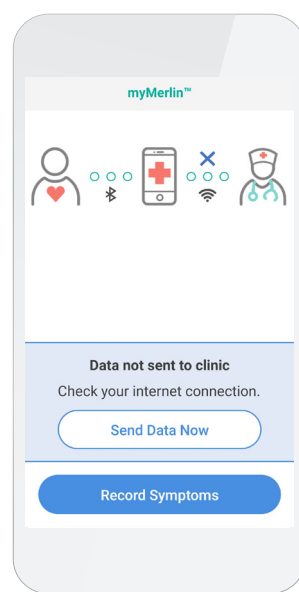 myMerlin™
Data not sent to clinic
Check your internet connection.
Send Data Now
Record Symptoms